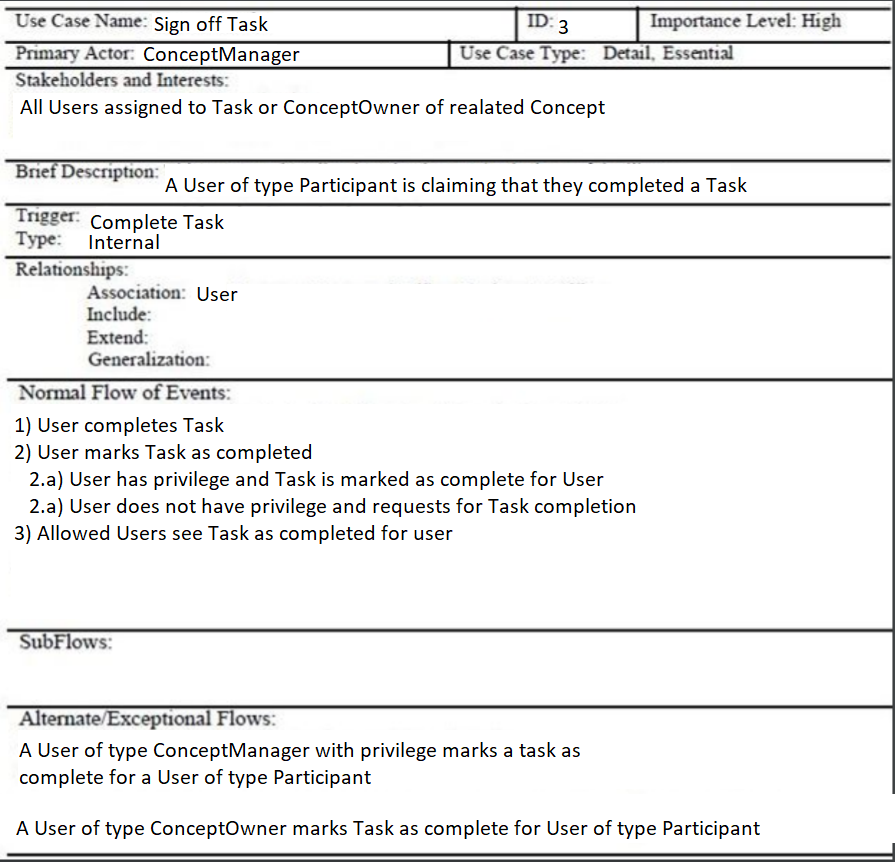 Use Case Name: Sign off Task ID: 3 Importance Level: High
Primary Actor: ConceptManager Use Case Type: Detail, Essential
Stakeholders and Interests:
All Users assigned to Task or ConceptOwner of realated Concept
Brief Description: A User of type Participant is claiming that they completed a Task
Trigger: Complete Task
Type: Internal
Relationships:
Association: User
Include:
Extend:
Generalization:
Normal Flow of Events:
1) User completes Task
2) User marks Task as completed
2.a) User has privilege and Task is marked as complete for User
2.a) User does not have privilege and requests for Task completion
3) Allowed Users see Task as completed for user
SubFlows:
Alternate/Exceptional Flows:
A User of type ConceptManager with privilege marks a task as
complete for a User of type Participant
A User of type ConceptOwner marks Task as complete for User of type Participant